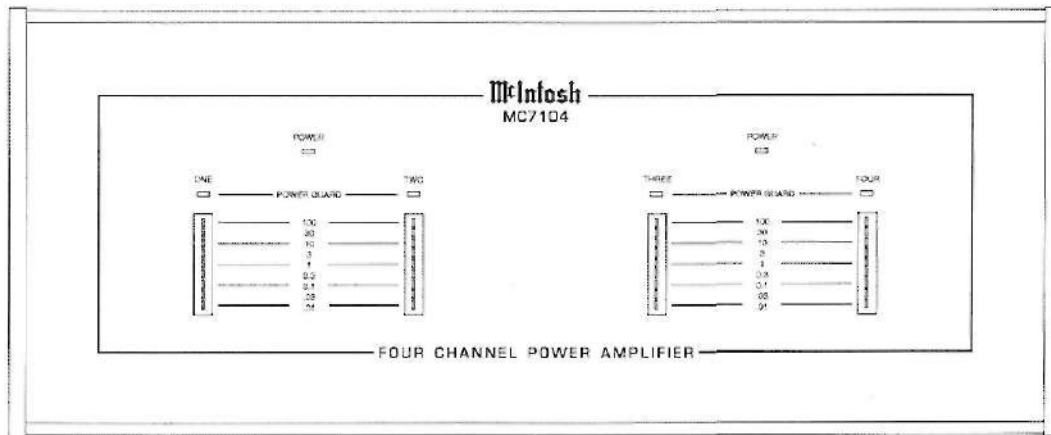 McIntosh
MC7104
POWER
POWER
ONE
TWO
THREE
FOUR
POWER GUARD
POWER GUARD
100
30
10
3
1
0.3
0.1
.03
.01
100
30
10
3
1
0.3
0.1
.03
.01
FOUR CHANNEL POWER AMPLIFIER